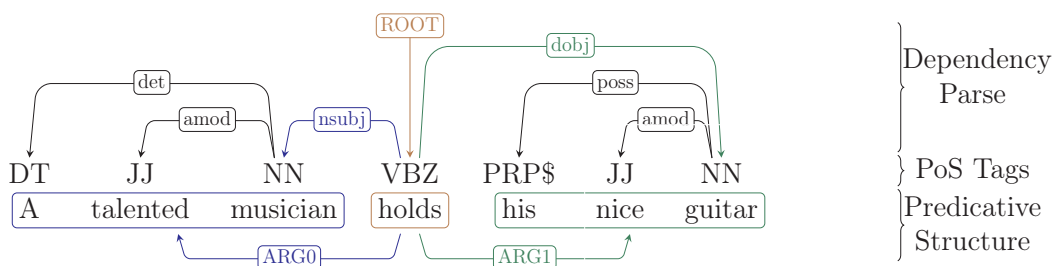 ROOT
dobj
det
poss
amod
nsubj
amod
Dependency
Parse
DT JJ NN VBZ PRP$ JJ NN
PoS Tags
A talented musician holds his nice guitar
Predicative
Structure
ARG0 ARG1